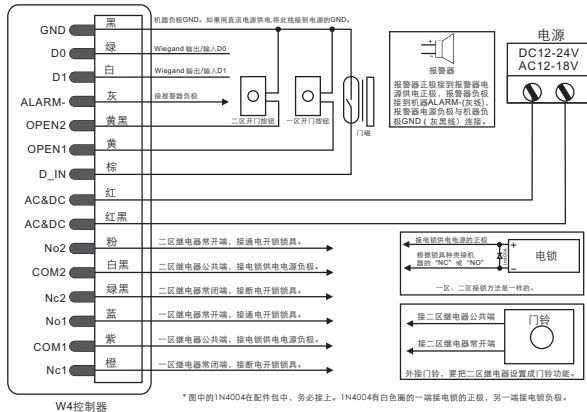 GND 黑 机器负极GND。如果用直流电源供电,将此线接到电源的GND。
D0 绿 Wiegand 输出/输入D0
D1 白 Wiegand 输出/输入D1
ALARM- 灰 接报警器负极
OPEN2 黄黑
OPEN1 黄
D_IN 棕
AC&DC 红
AC&DC 红黑
No2 粉 二区继电器常开端，接通电开锁锁具。
COM2 白黑 二区继电器公共端，接电锁供电电源负极。
Nc2 绿黑 二区继电器常闭端，接断电开锁锁具。
No1 蓝 一区继电器常开端，接通电开锁锁具。
COM1 紫 一区继电器公共端，接电锁供电电源负极。
Nc1 橙 一区继电器常闭端，接断电开锁锁具。
W4控制器
二区开门按钮
一区开门按钮
门磁
+
−
报警器
报警器正极接到报警器电
源供电正极，报警器负极
接到机器ALARM-(灰线)，
报警器电源负极与机器负
极GND ( 灰黑线）连接。
电源
DC12-24V
AC12-18V
接电锁供电电源的正极
根据锁具种类接机
器的 “NC” 或 “NO”
1n4004
+
−
电锁
一区、二区接锁方法是一样的。
接二区继电器公共端
接二区继电器常开端
门铃
外接门铃，要把二区继电器设置成门铃功能。
* 图中的1N4004在配件包中，务必接上。1N4004有白色圈的一端接电锁的正极，另一端接电锁负极。